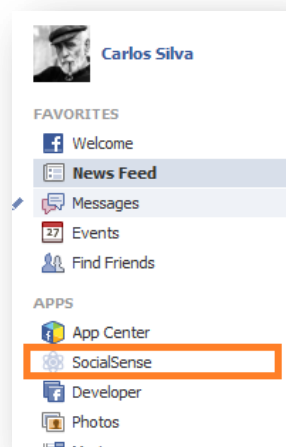 Carlos Silva
FAVORITES
Welcome
News Feed
Messages
27 Events
Find Friends
APPS
App Center
SocialSense
Developer
Photos